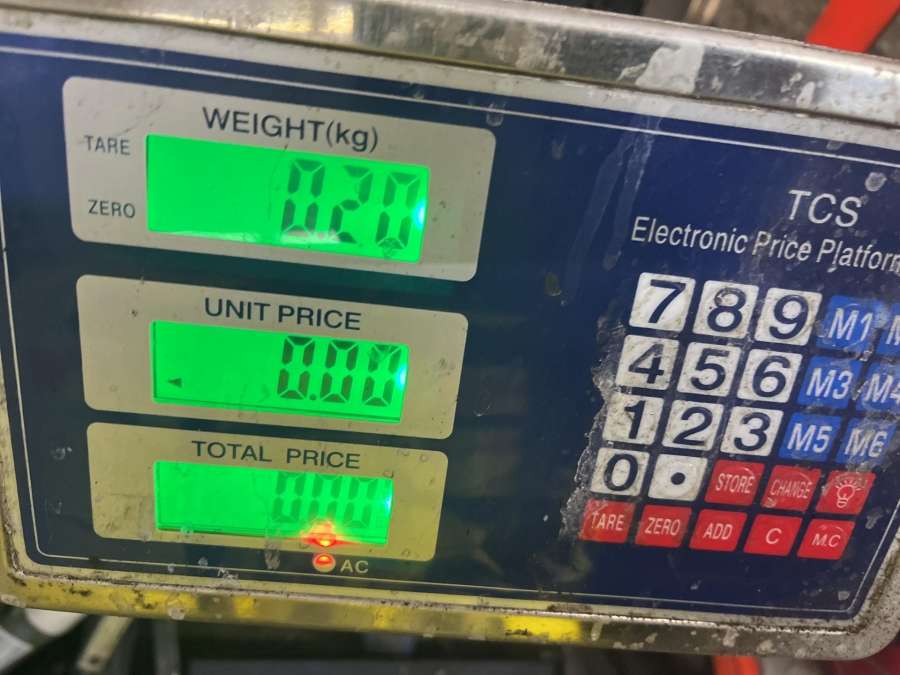 WEIGHT(kg)
TARE
0.20
ZERO
UNIT PRICE
0.00
TOTAL PRICE
0.00
AC
TCS
Electronic Price Platform
7 8 9 M1
4 5 6 M3 M4
1 2 3 M5 M6
0 . STORE CHANGE
TARE ZERO ADD C M.C